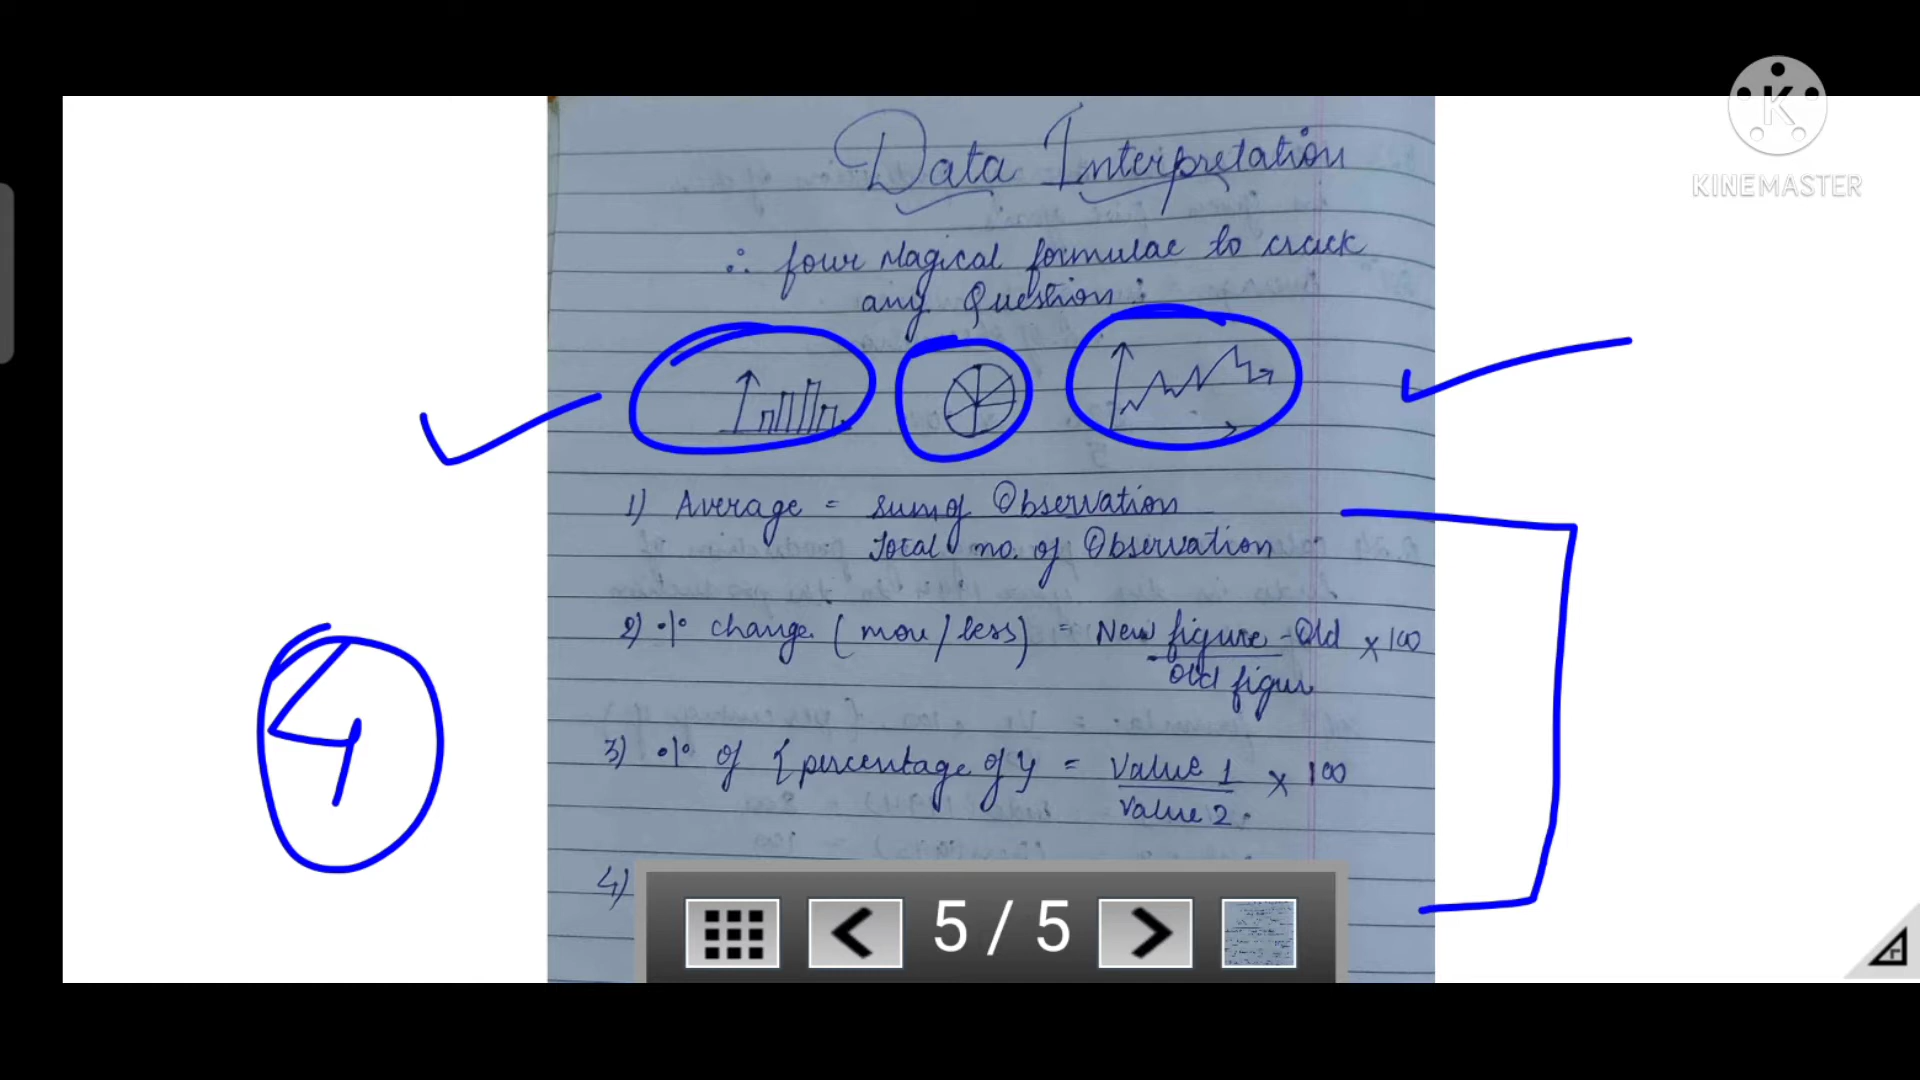 KINEMASTER
Data Interpretation
∴ four Magical formulae to crack
any Question :
1) Average = Sum of Observation
Total no. of Observation
2) % change (more/less) = New figure - Old × 100
Old figure
3) % of {percentage of} = Value 1 × 100
Value 2.
4)
4
5 / 5